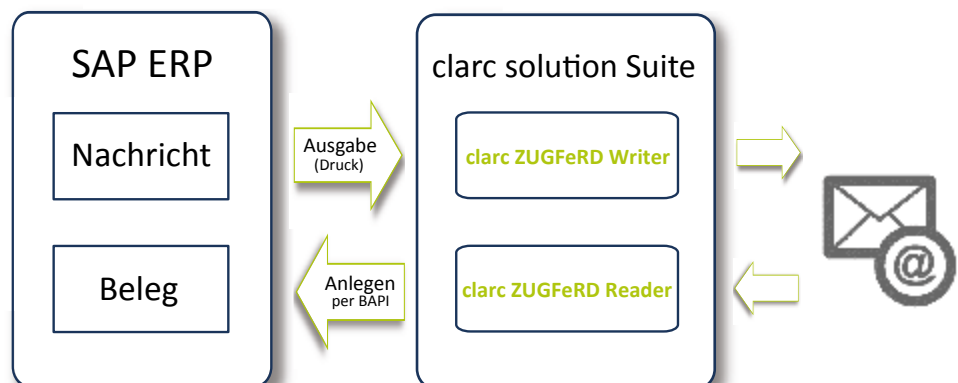 SAP ERP
Nachricht
Beleg
Ausgabe
(Druck)
Anlegen
per BAPI
clarc solution Suite
clarc ZUGFeRD Writer
clarc ZUGFeRD Reader
@